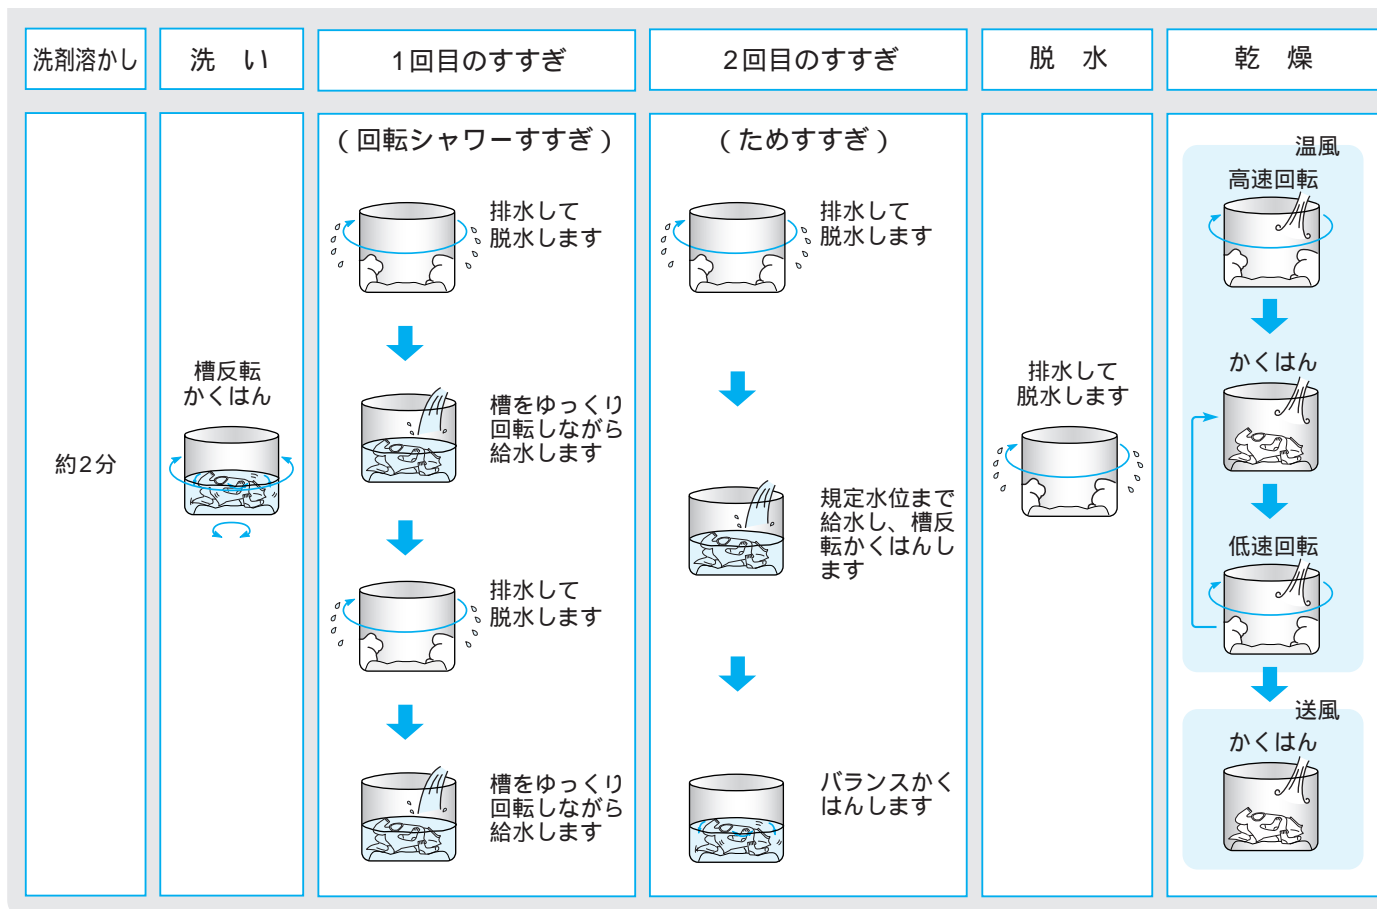 洗剤溶かし
洗い
1回目のすすぎ
2回目のすすぎ
脱水
乾燥
約2分
槽反転
かくはん
(回転シャワーすすぎ)
排水して
脱水します
槽をゆっくり
回転しながら
給水します
排水して
脱水します
槽をゆっくり
回転しながら
給水します
(ためすすぎ)
排水して
脱水します
規定水位まで
給水し、槽反
転かくはんし
ます
バランスかく
はんします
排水して
脱水します
温風
高速回転
かくはん
低速回転
送風
かくはん